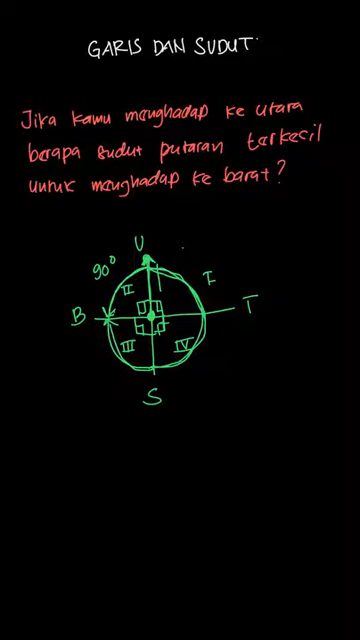 GARIS DAN SUDUT
Jika kamu menghadap ke utara
berapa sudut putaran terkecil
untuk menghadap ke barat?
U
90°
II
I
B
T
III
IV
S